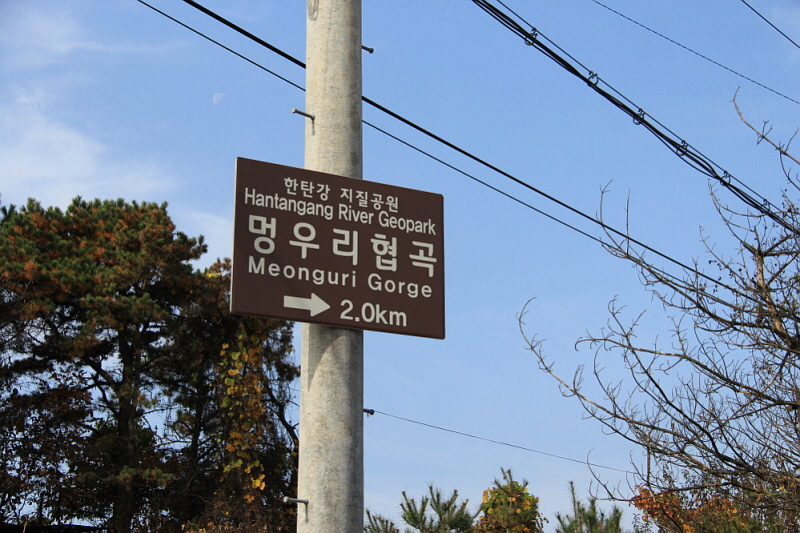 한탄강 지질공원
Hantangang River Geopark
멍우리협곡
Meonguri Gorge
2.0km